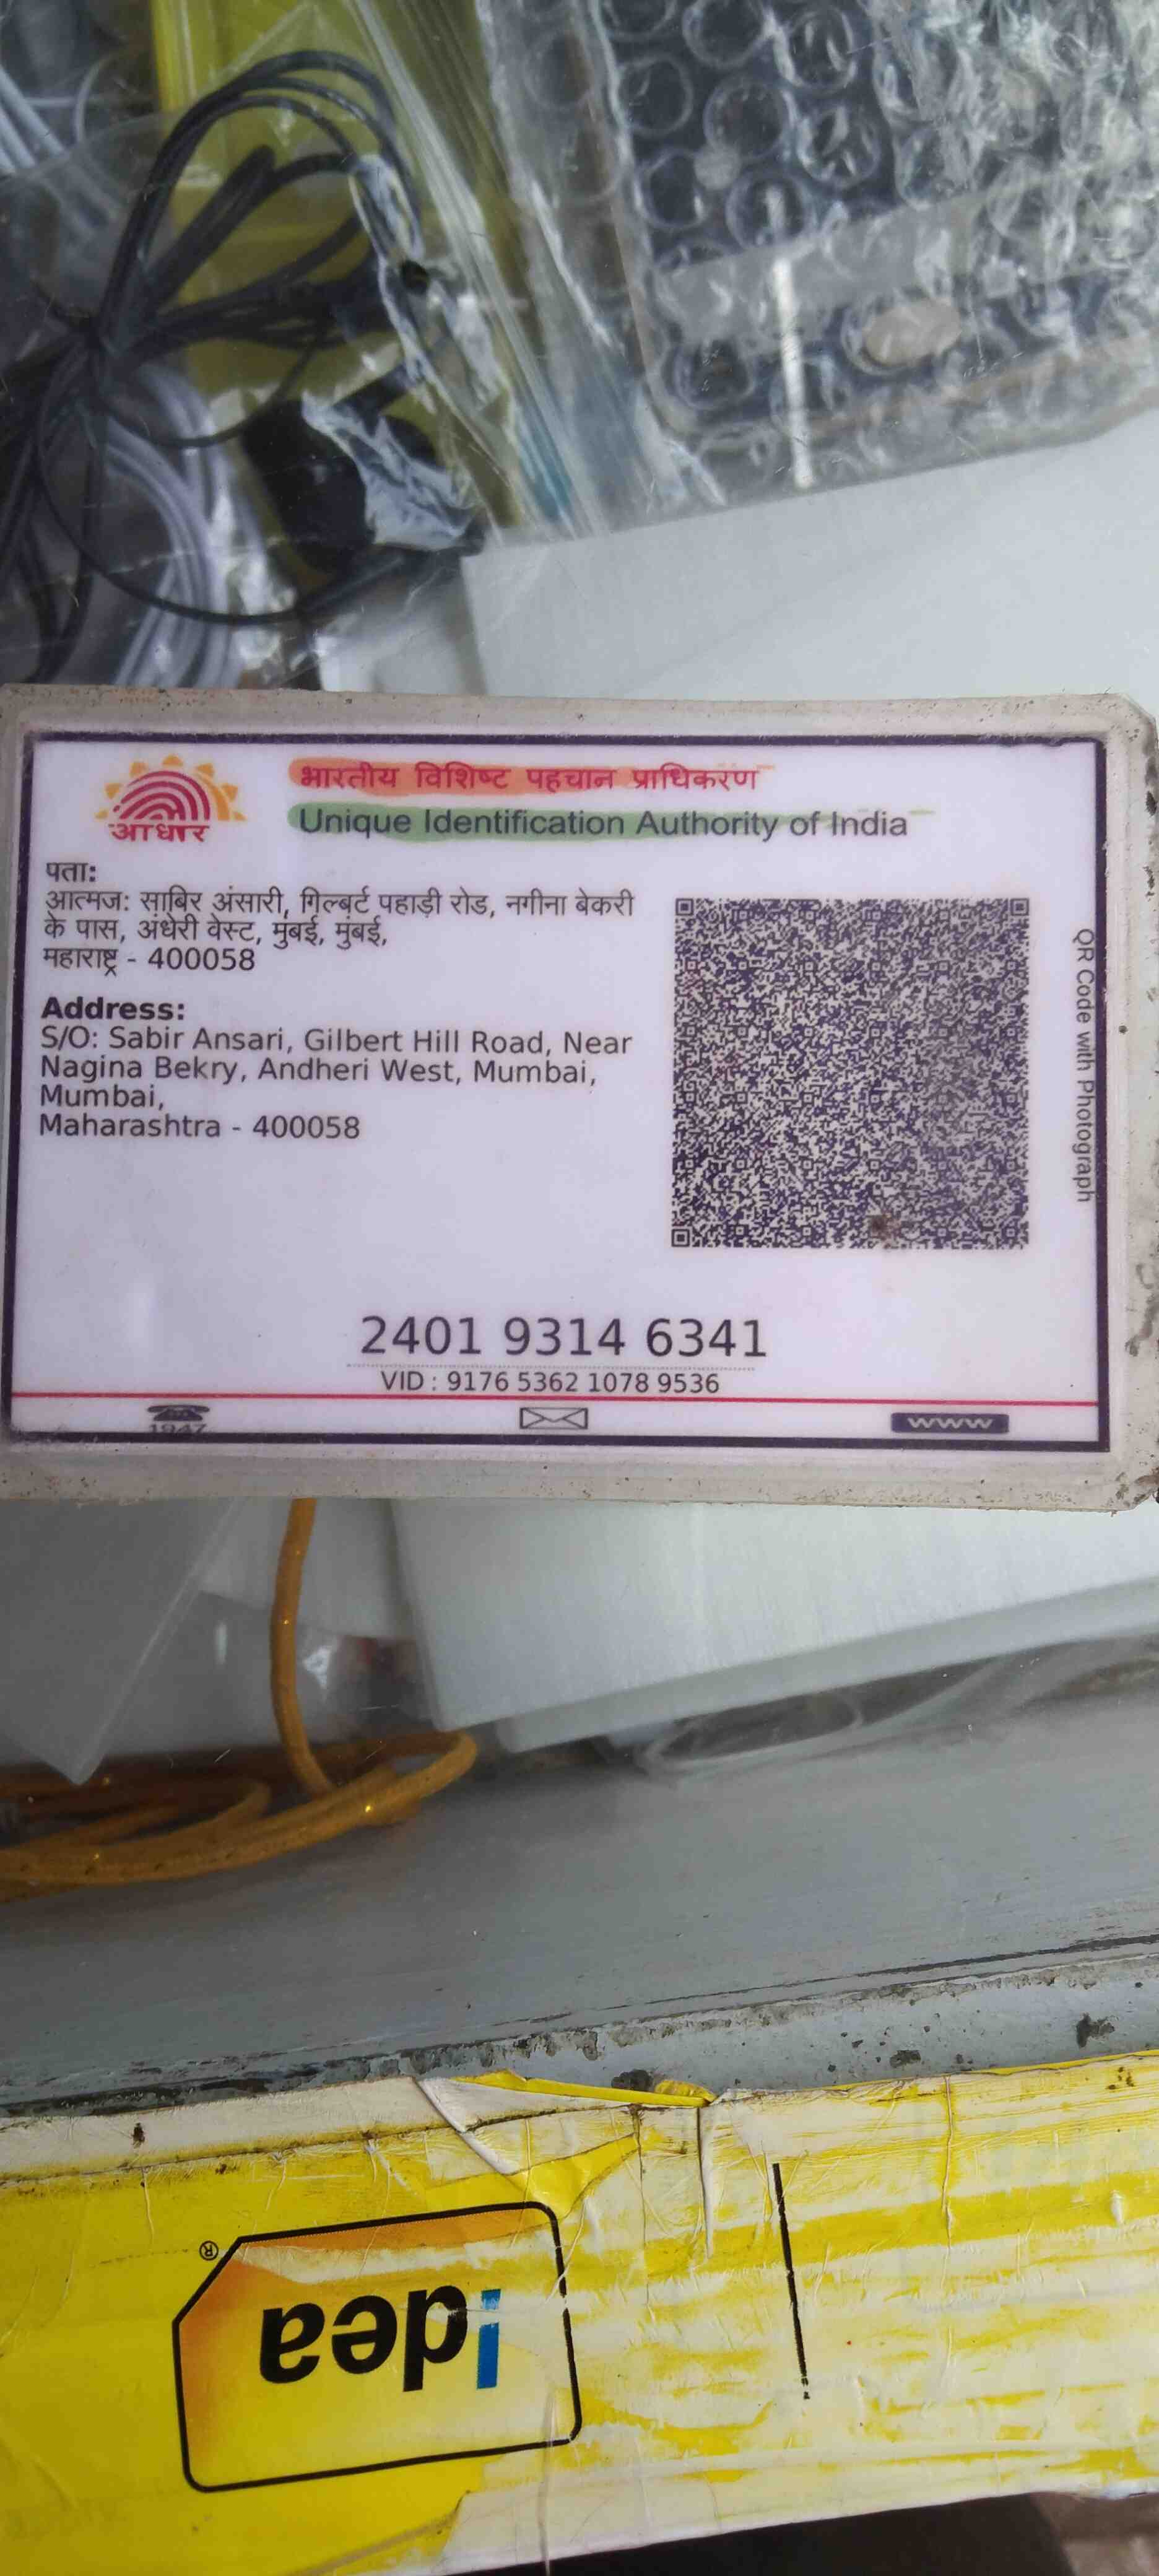 भारतीय विशिष्ट पहचान प्राधिकरण
Unique Identification Authority of India
आधार
पता:
आत्मज: साबिर अंसारी, गिल्बर्ट पहाड़ी रोड, नगीना बेकरी
के पास, अंधेरी वेस्ट, मुंबई, मुंबई,
महाराष्ट्र - 400058
Address:
S/O: Sabir Ansari, Gilbert Hill Road, Near
Nagina Bekry, Andheri West, Mumbai,
Mumbai,
Maharashtra - 400058
QR Code with Photograph
2401 9314 6341
VID : 9176 5362 1078 9536
1947
www
idea
®